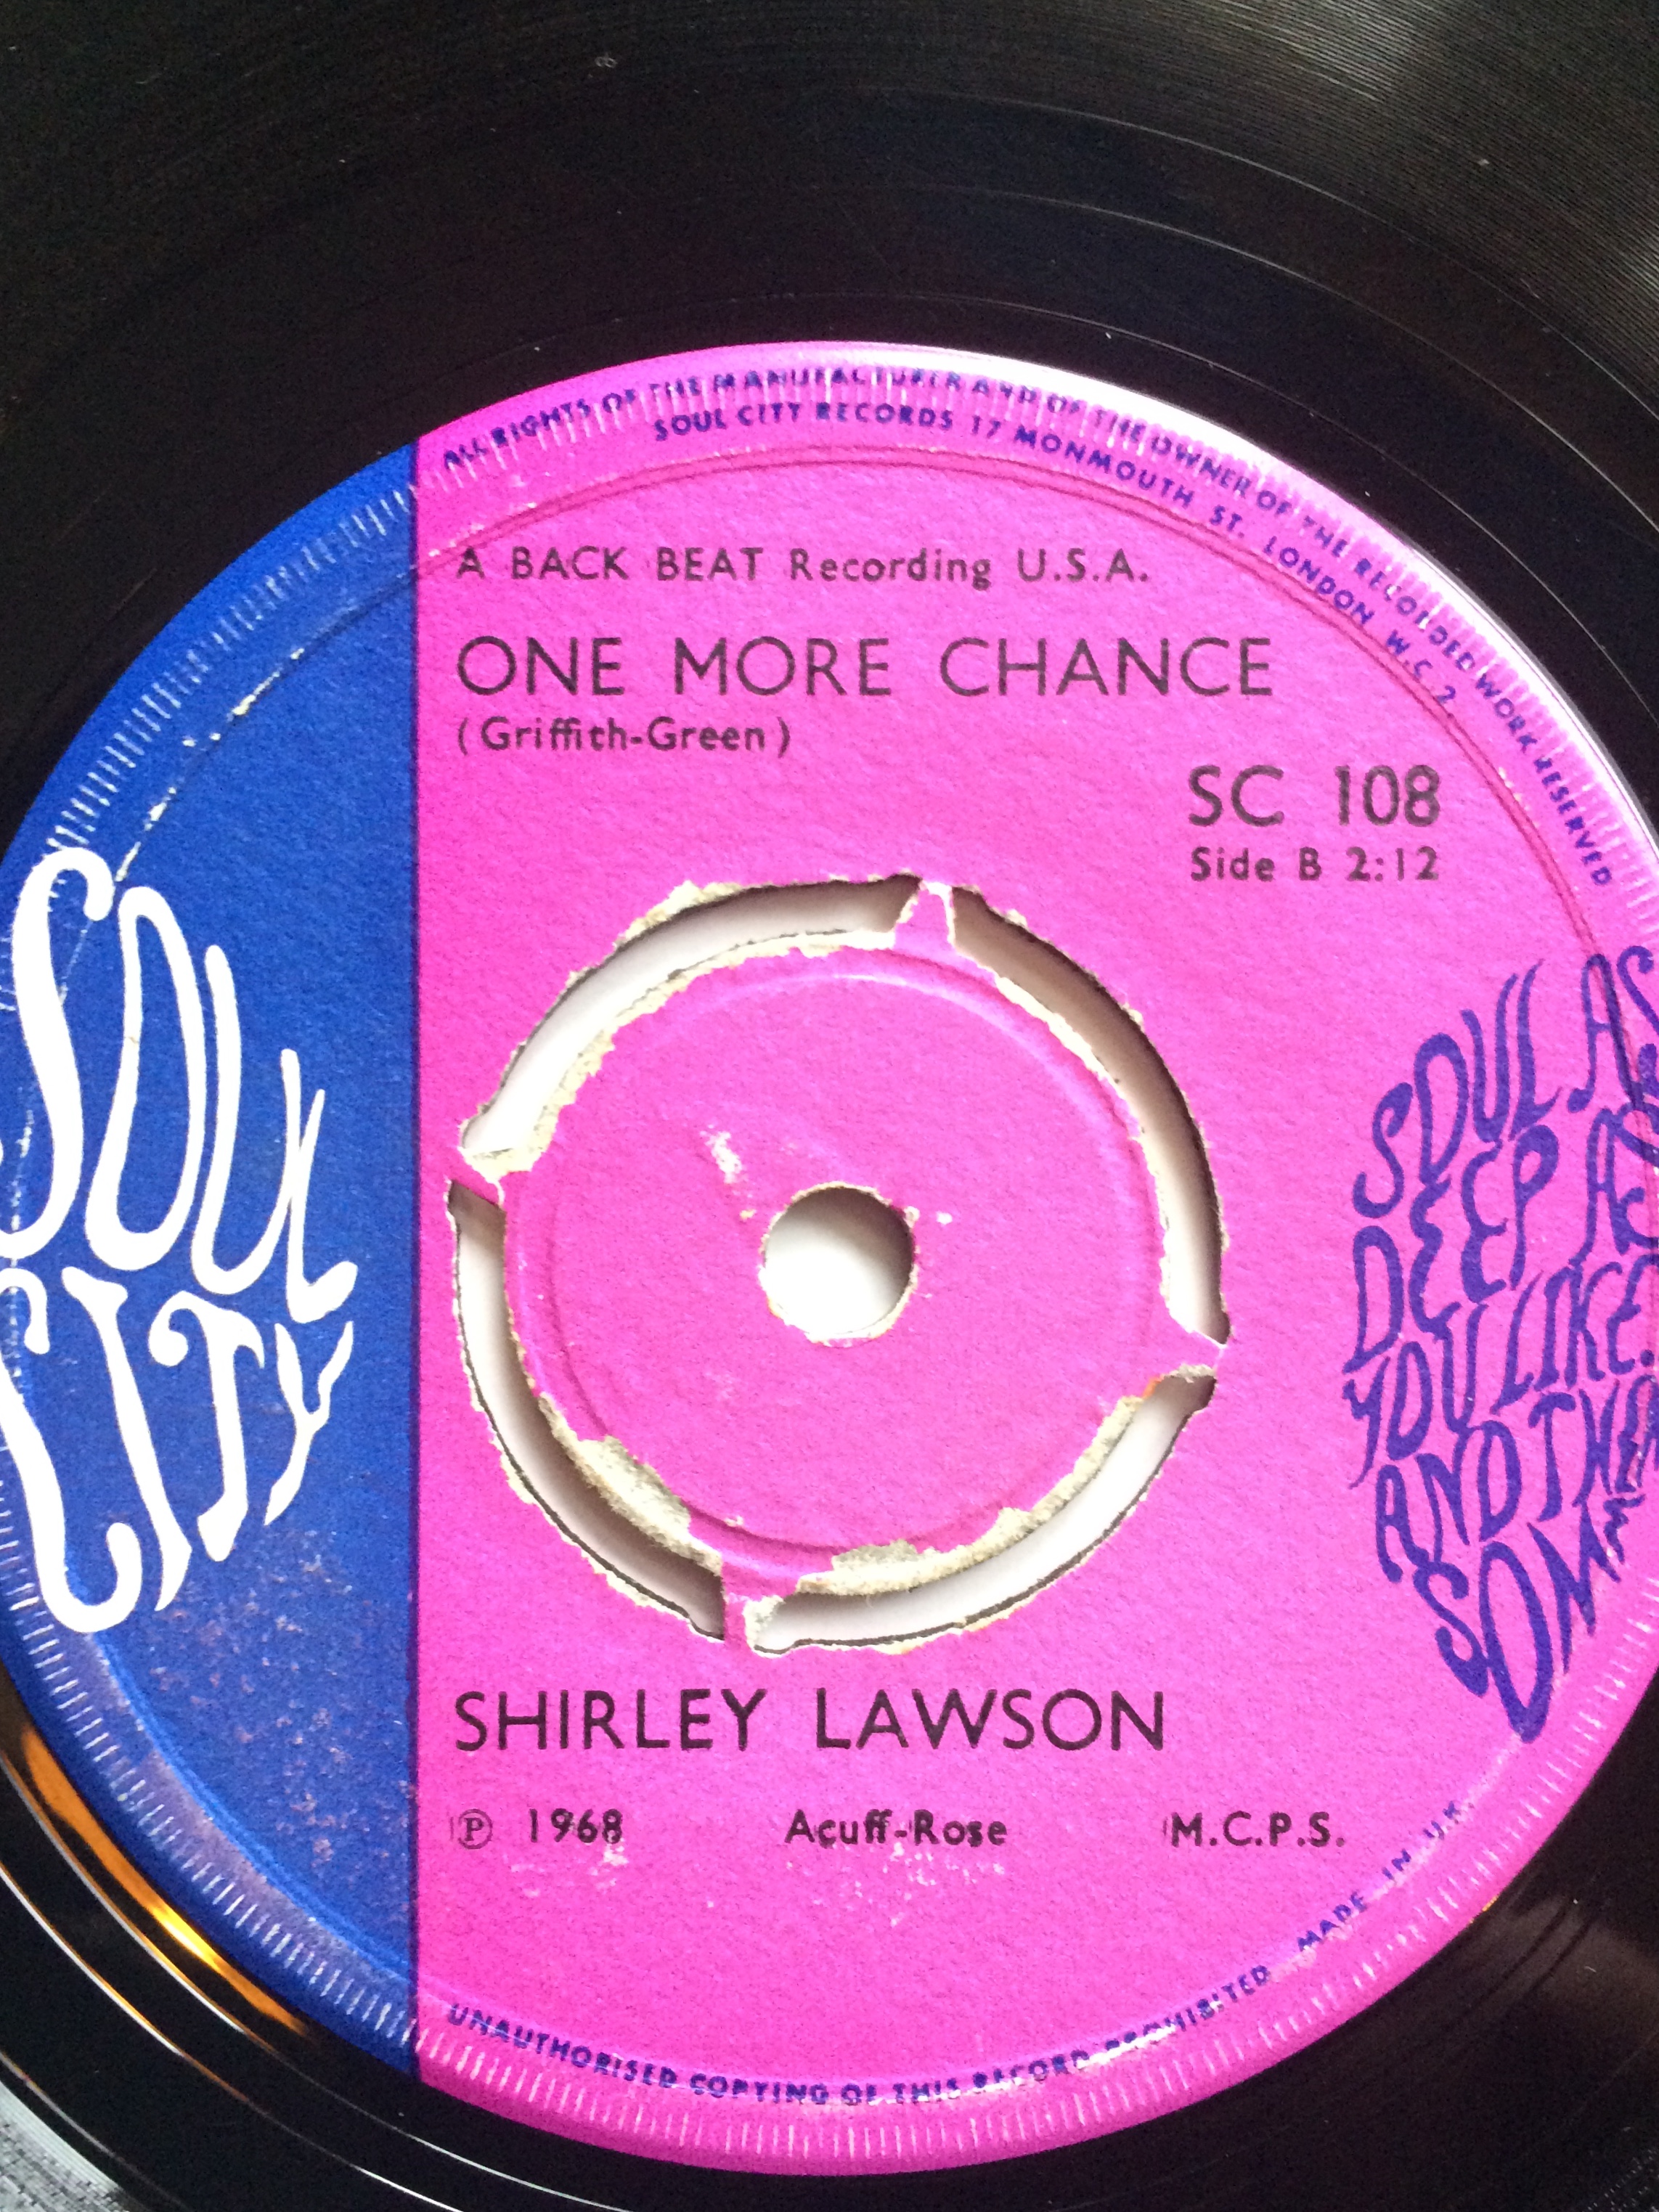 ALL RIGHTS OF THE MANUFACTURER AND OF THE OWNER OF THE RECORDED WORK RESERVED
SOUL CITY RECORDS 17 MONMOUTH ST. LONDON W.C.2.
A BACK BEAT Recording U.S.A.
ONE MORE CHANCE
(Griffith-Green)
SC 108
Side B 2:12
SOUL
CITY
SOUL AS
DEEP AS
YOU LIKE.
AND THEN
SOME
SHIRLEY LAWSON
℗ 1968 Acuff-Rose M.C.P.S.
UNAUTHORISED COPYING OF THIS RECORD PROHIBITED MADE IN U.K.